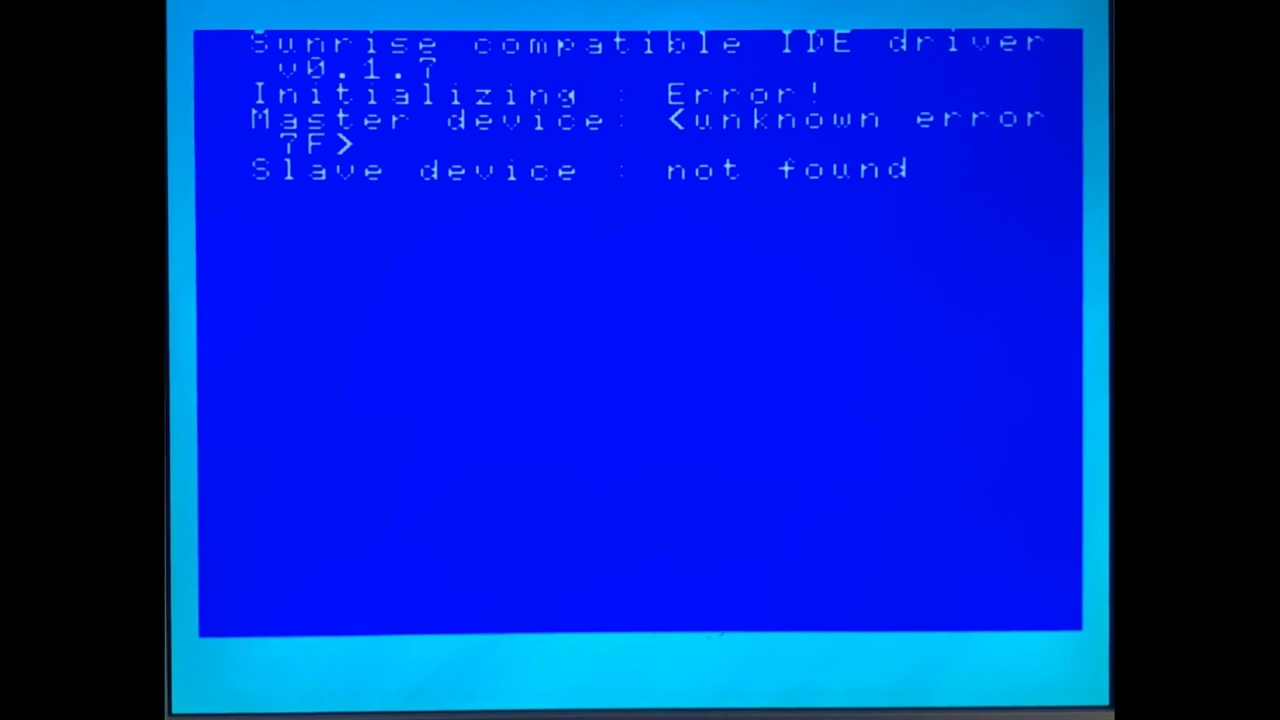 Sunrise compatible IDE driver
v0.1.7
Initializing : Error!
Master device: <unknown error
7F>
Slave device : not found